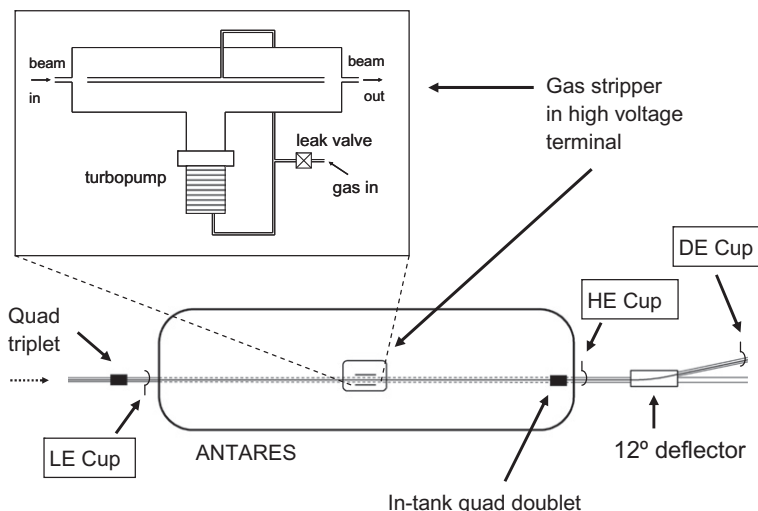 beam
in
beam
out
leak valve
turbopump
gas in
Gas stripper
in high voltage
terminal
DE Cup
HE Cup
Quad
triplet
LE Cup
ANTARES
12º deflector
In-tank quad doublet